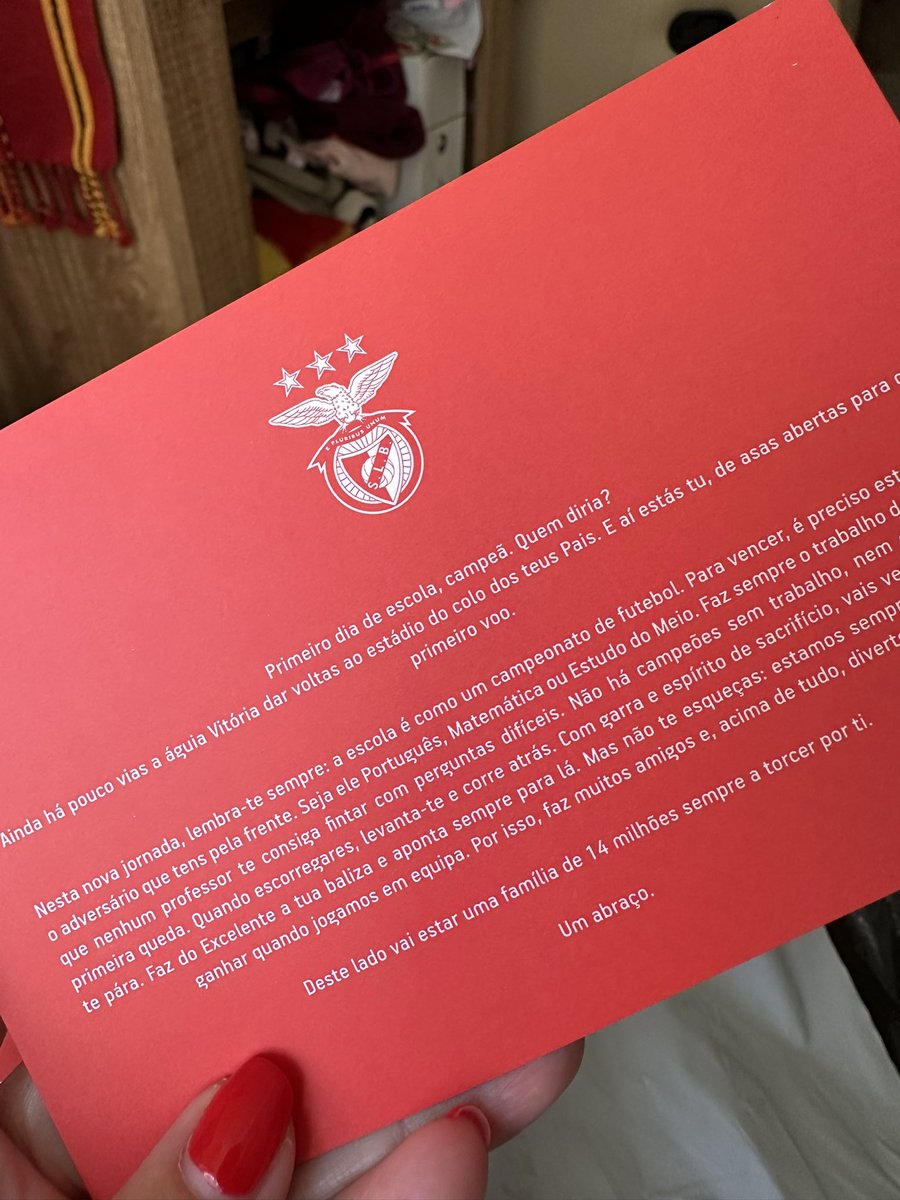 E PLURIBUS UNUM
S.L.B.
Primeiro dia de escola, campeã. Quem diria?
Ainda há pouco vias a águia Vitória dar voltas ao estádio do colo dos teus Pais. E aí estás tu, de asas abertas para o
primeiro voo.
Nesta nova jornada, lembra-te sempre: a escola é como um campeonato de futebol. Para vencer, é preciso
o adversário que tens pela frente. Seja ele Português, Matemática ou Estudo do Meio. Faz sempre o trabalho
que nenhum professor te consiga fintar com perguntas difíceis. Não há campeões sem trabalho, nem
primeira queda. Quando escorregares, levanta-te e corre atrás. Com garra e espírito de sacrifício, vais
te pára. Faz do Excelente a tua baliza e aponta sempre para lá. Mas não te esqueças: estamos sempre
ganhar quando jogamos em equipa. Por isso, faz muitos amigos e, acima de tudo,
Deste lado vai estar uma família de 14 milhões sempre a torcer por ti.
Um abraço.